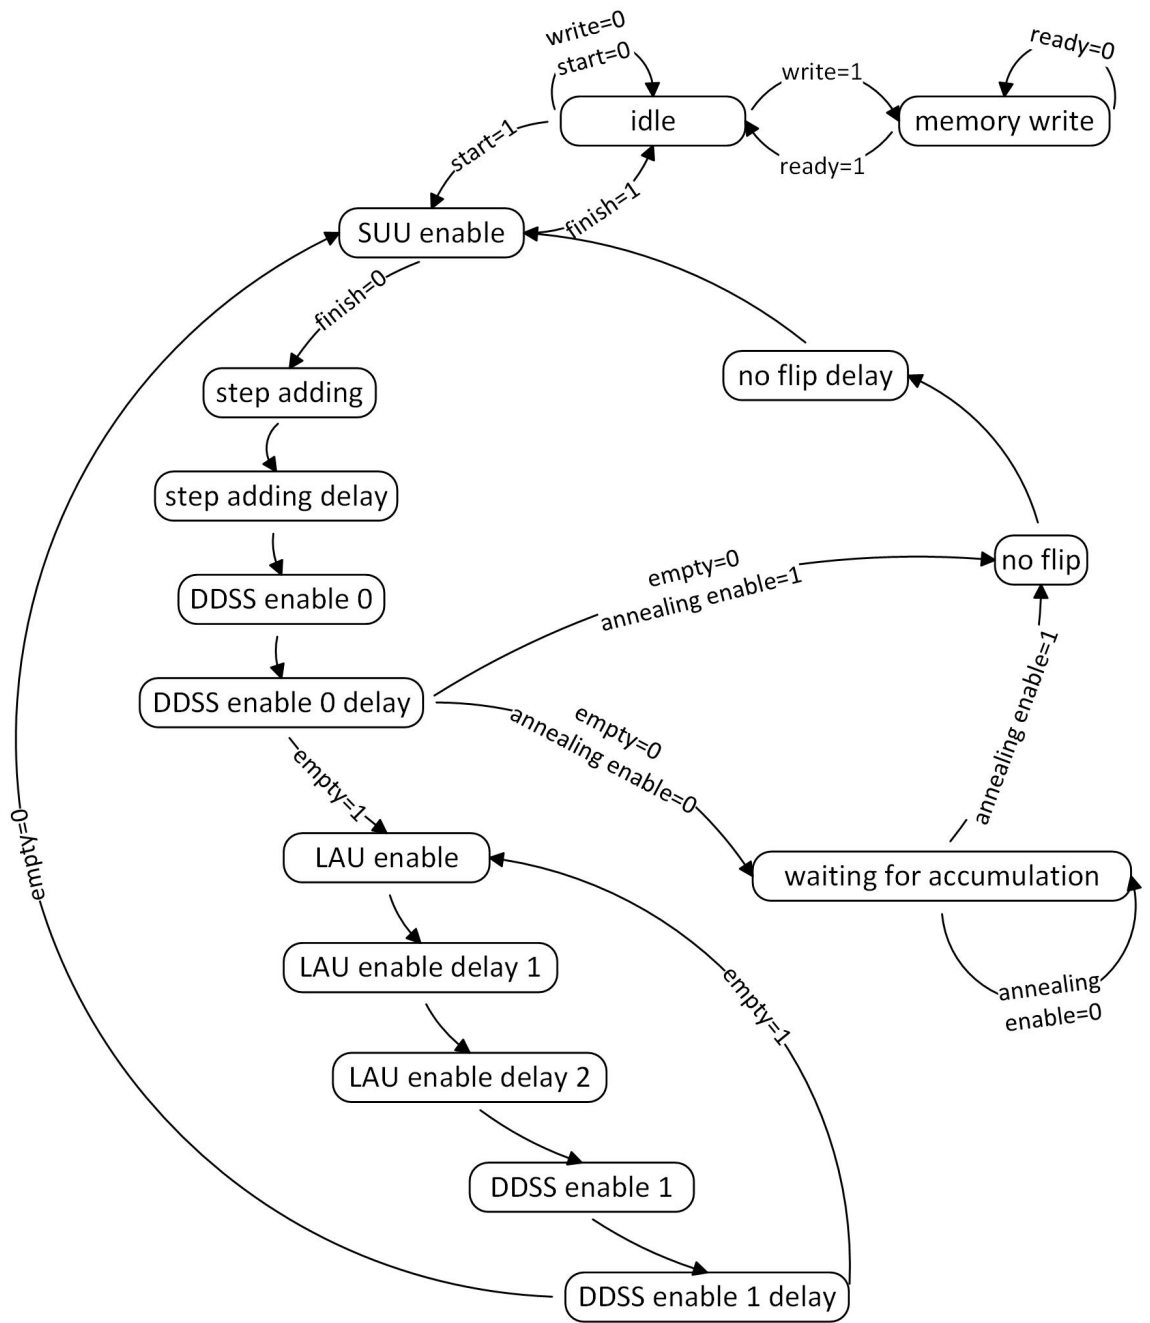 write=0
start=0
ready=0
write=1
idle
memory write
start=1
ready=1
finish=1
SUU enable
finish=0
no flip delay
step adding
step adding delay
empty=0
annealing enable=1
no flip
DDSS enable 0
annealing enable=1
DDSS enable 0 delay
empty=0
annealing enable=0
empty=1
empty=0
LAU enable
waiting for accumulation
LAU enable delay 1
empty=1
annealing
enable=0
LAU enable delay 2
DDSS enable 1
DDSS enable 1 delay